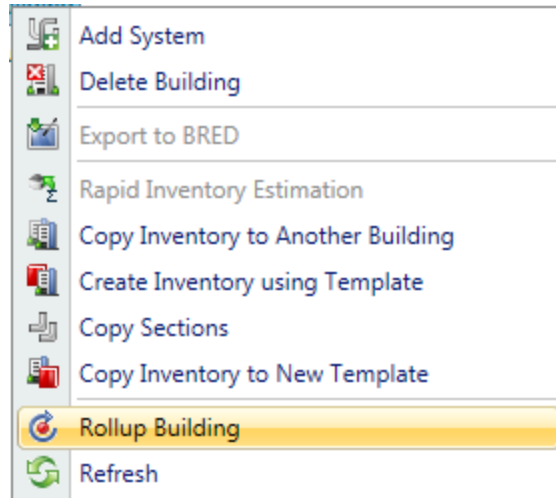 Add System
Delete Building
Export to BRED
Rapid Inventory Estimation
Copy Inventory to Another Building
Create Inventory using Template
Copy Sections
Copy Inventory to New Template
Rollup Building
Refresh